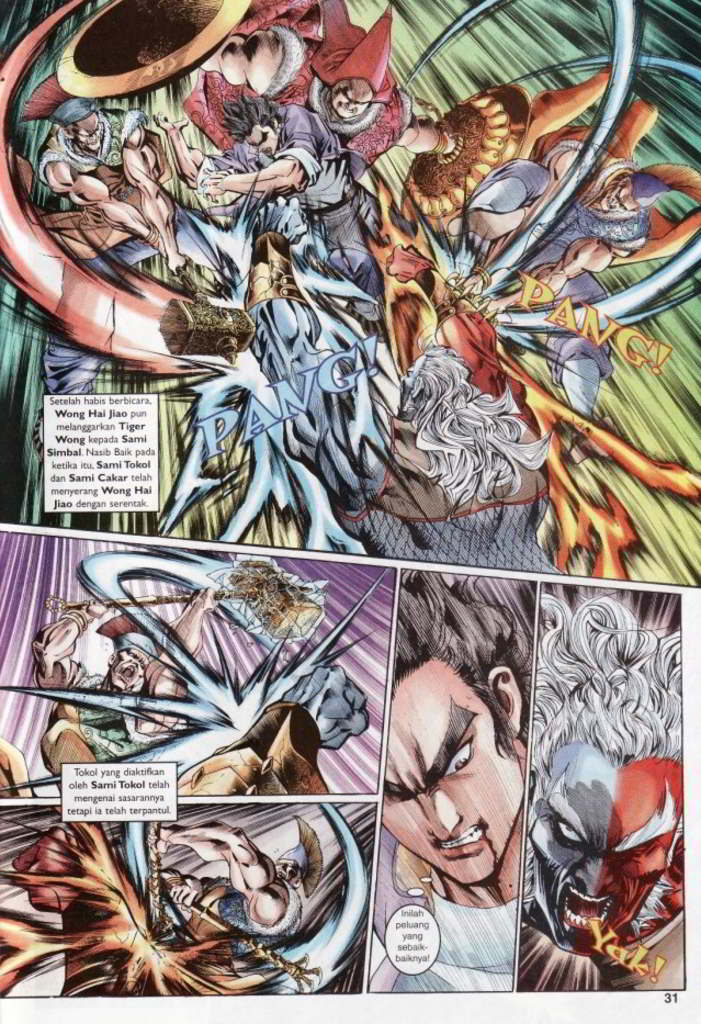 PANG!
PANG!
Setelah habis berbicara,
Wong Hai Jiao pun
melanggarkan Tiger
Wong kepada Sami
Simbal. Nasib Baik pada
ketika itu, Sami Tokol
dan Sami Cakar telah
menyerang Wong Hai
Jiao dengan serentak.
Tokol yang diaktifkan
oleh Sami Tokol telah
mengenai sasarannya
tetapi ia telah terpantul.
Inilah
peluang
yang
sebaik-
baiknya!
Yak!
31